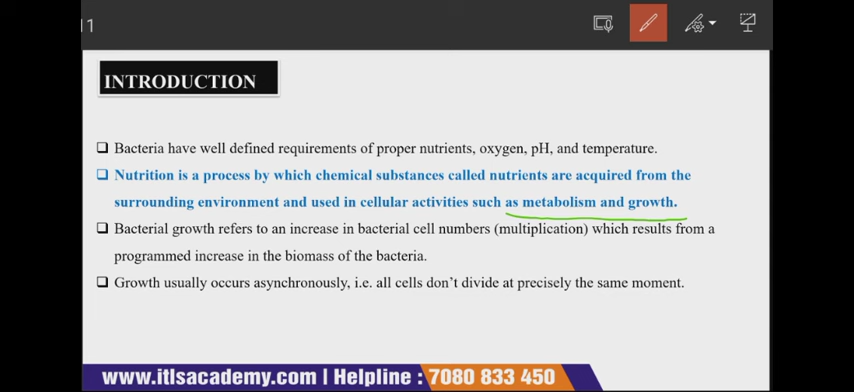 11
INTRODUCTION
❑ Bacteria have well defined requirements of proper nutrients, oxygen, pH, and temperature.
❑ Nutrition is a process by which chemical substances called nutrients are acquired from the
surrounding environment and used in cellular activities such as metabolism and growth.
❑ Bacterial growth refers to an increase in bacterial cell numbers (multiplication) which results from a
programmed increase in the biomass of the bacteria.
❑ Growth usually occurs asynchronously, i.e. all cells don’t divide at precisely the same moment.
www.itlsacademy.com | Helpline : 7080 833 450